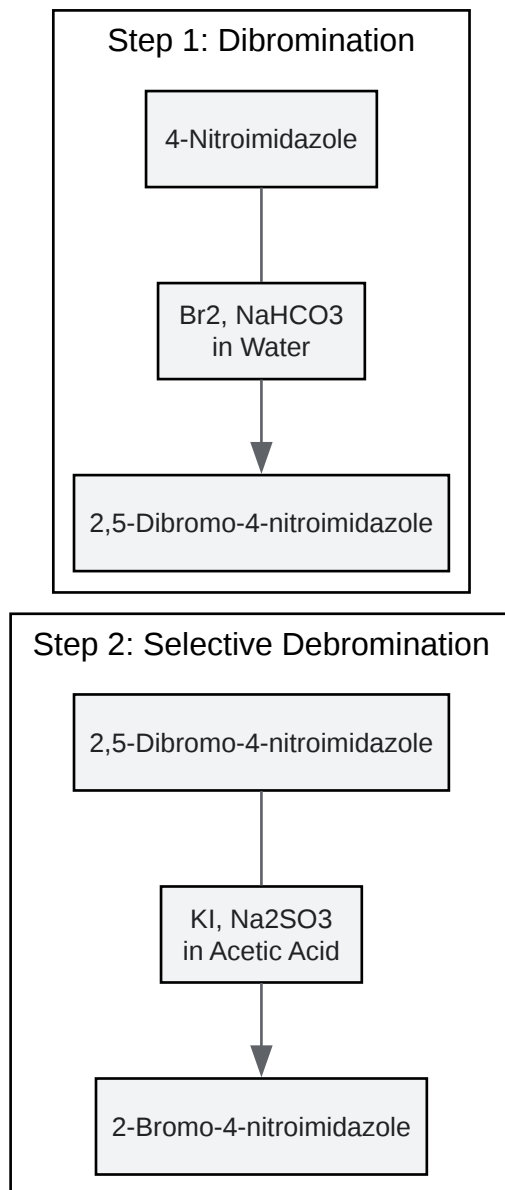 Step 1: Dibromination
4-Nitroimidazole
Br2, NaHCO3
in Water
2,5-Dibromo-4-nitroimidazole
Step 2: Selective Debromination
2,5-Dibromo-4-nitroimidazole
KI, Na2SO3
in Acetic Acid
2-Bromo-4-nitroimidazole